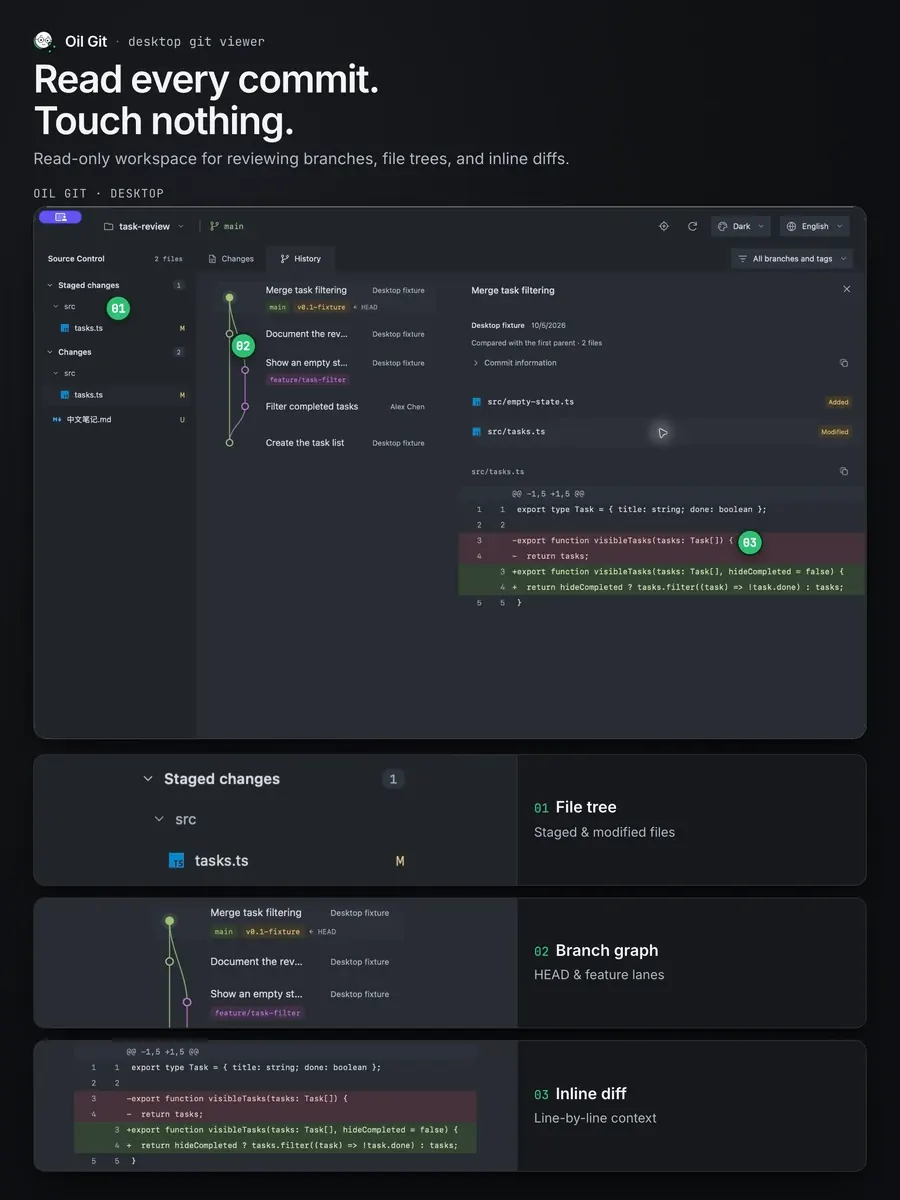 Oil Git · desktop git viewer
Read every commit.
Touch nothing.
Read-only workspace for reviewing branches, file trees, and inline diffs.
OIL GIT · DESKTOP
task-review
main
Dark
English
Source Control 2 files
Staged changes 1
src
01
tasks.ts M
Changes 2
src
tasks.ts M
中文笔记.md U
Changes
History
All branches and tags
Merge task filtering Desktop fixture
main v0.1-fixture ← HEAD
Document the rev… Desktop fixture
02
Show an empty st… Desktop fixture
feature/task-filter
Filter completed tasks Alex Chen
Create the task list Desktop fixture
Merge task filtering
Desktop fixture 10/5/2026
Compared with the first parent · 2 files
Commit information
src/empty-state.ts Added
src/tasks.ts Modified
src/tasks.ts
@@ -1,5 +1,5 @@
1 1 export type Task = { title: string; done: boolean };
2 2
3 -export function visibleTasks(tasks: Task[]) {
03
4 - return tasks;
3 +export function visibleTasks(tasks: Task[], hideCompleted = false) {
4 + return hideCompleted ? tasks.filter((task) => !task.done) : tasks;
5 5 }
Staged changes 1
src
TS tasks.ts M
01 File tree
Staged & modified files
Merge task filtering Desktop fixture
main v0.1-fixture ← HEAD
Document the rev… Desktop fixture
Show an empty st… Desktop fixture
feature/task-filter
02 Branch graph
HEAD & feature lanes
@@ -1,5 +1,5 @@
1 1 export type Task = { title: string; done: boolean };
2 2
3 -export function visibleTasks(tasks: Task[]) {
4 - return tasks;
3 +export function visibleTasks(tasks: Task[], hideCompleted = false) {
4 + return hideCompleted ? tasks.filter((task) => !task.done) : tasks;
5 5 }
03 Inline diff
Line-by-line context